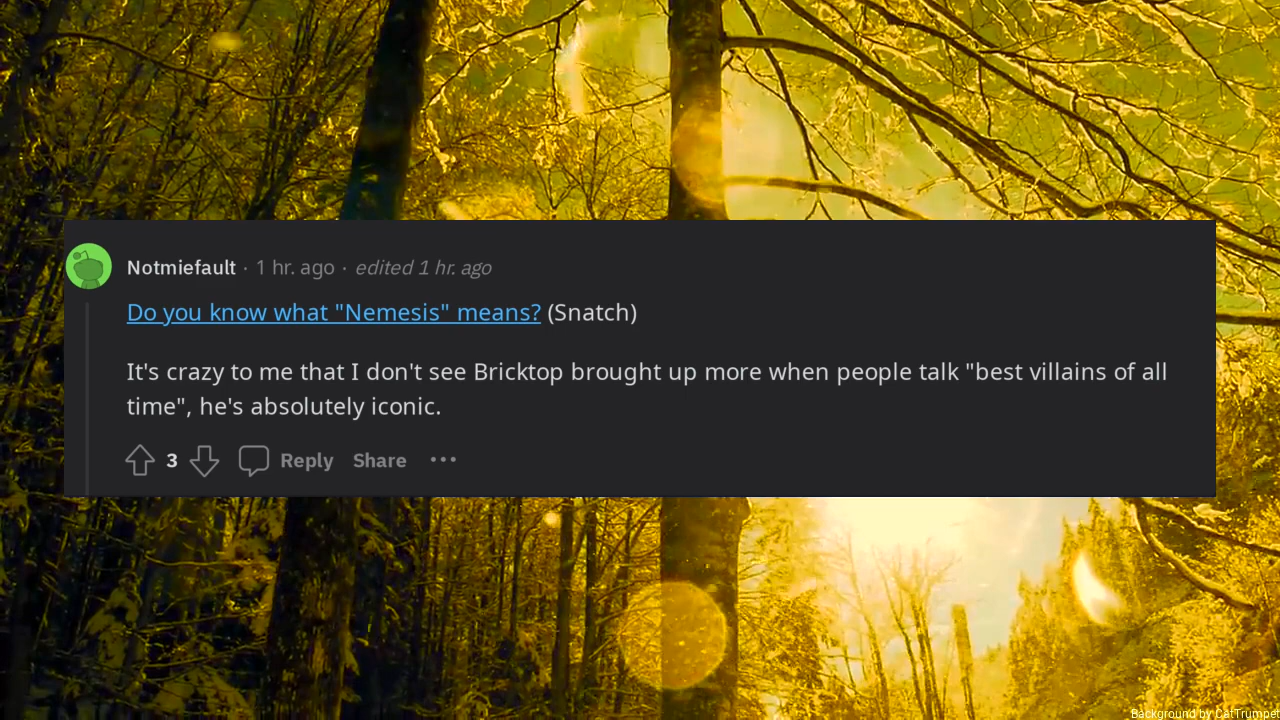 Notmiefault · 1 hr. ago · edited 1 hr. ago
Do you know what "Nemesis" means? (Snatch)
It's crazy to me that I don't see Bricktop brought up more when people talk "best villains of all
time", he's absolutely iconic.
3 Reply Share ···
Background by CatTrumpet